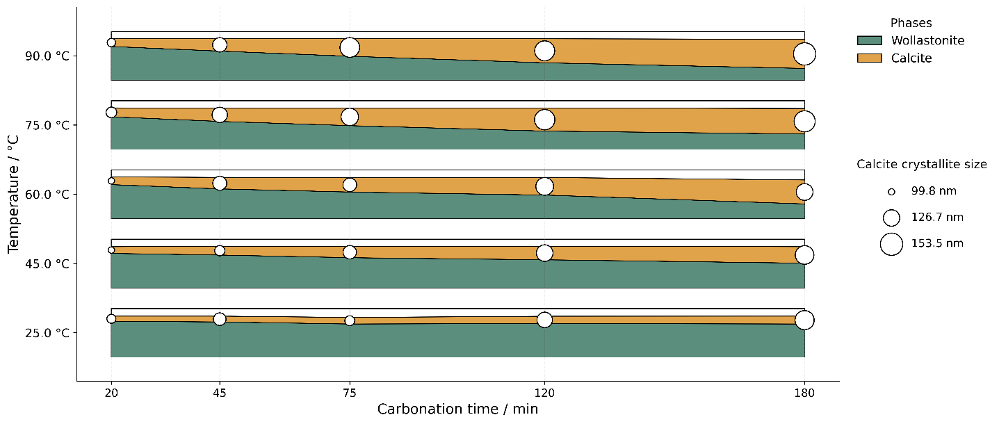 Temperature / °C
90.0 °C
75.0 °C
60.0 °C
45.0 °C
25.0 °C
20
45
75
120
180
Carbonation time / min
Phases
Wollastonite
Calcite
Calcite crystallite size
99.8 nm
126.7 nm
153.5 nm